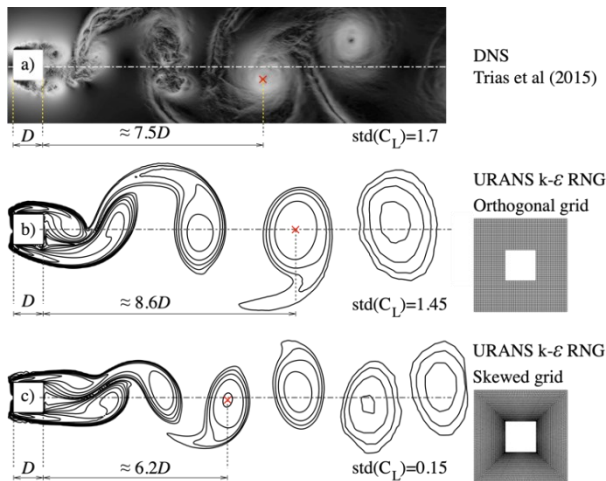 a)
DNS
Trias et al (2015)
D
≈ 7.5D
std(C_L)=1.7
URANS k-ε RNG
Orthogonal grid
b)
D
≈ 8.6D
std(C_L)=1.45
URANS k-ε RNG
Skewed grid
c)
D
≈ 6.2D
std(C_L)=0.15